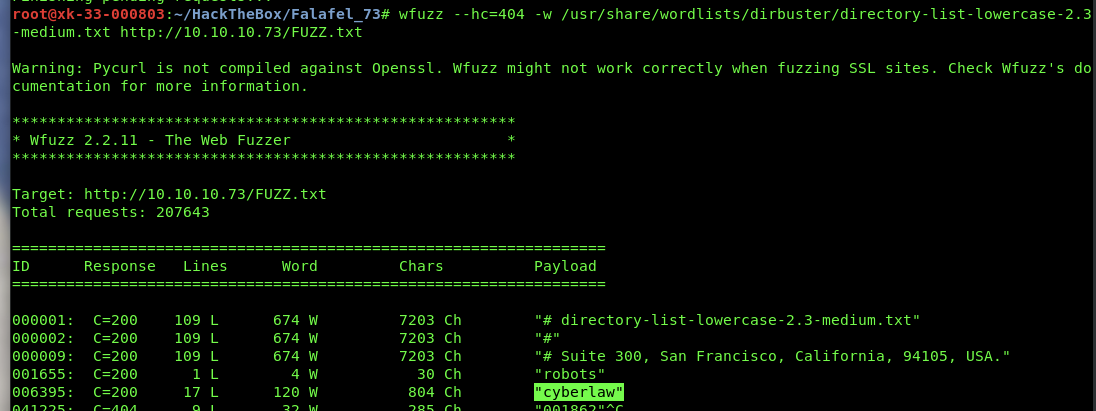 Finishing pending requests...
root@xk-33-000803:~/HackTheBox/Falafel_73# wfuzz --hc=404 -w /usr/share/wordlists/dirbuster/directory-list-lowercase-2.3
-medium.txt http://10.10.10.73/FUZZ.txt
Warning: Pycurl is not compiled against Openssl. Wfuzz might not work correctly when fuzzing SSL sites. Check Wfuzz's do
cumentation for more information.
********************************************************
* Wfuzz 2.2.11 - The Web Fuzzer                        *
********************************************************
Target: http://10.10.10.73/FUZZ.txt
Total requests: 207643
==================================================================
ID      Response   Lines      Word         Chars          Payload
==================================================================
000001:  C=200    109 L      674 W         7203 Ch        "# directory-list-lowercase-2.3-medium.txt"
000002:  C=200    109 L      674 W         7203 Ch        "#"
000009:  C=200    109 L      674 W         7203 Ch        "# Suite 300, San Francisco, California, 94105, USA."
001655:  C=200      1 L        4 W           30 Ch        "robots"
006395:  C=200     17 L      120 W          804 Ch        "cyberlaw"
041225:  C=404      9 L       32 W          285 Ch        "001862"^C